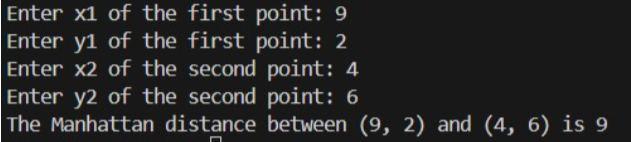 Enter x1 of the first point: 9
Enter y1 of the first point: 2
Enter x2 of the second point: 4
Enter y2 of the second point: 6
The Manhattan distance between (9, 2) and (4, 6) is 9